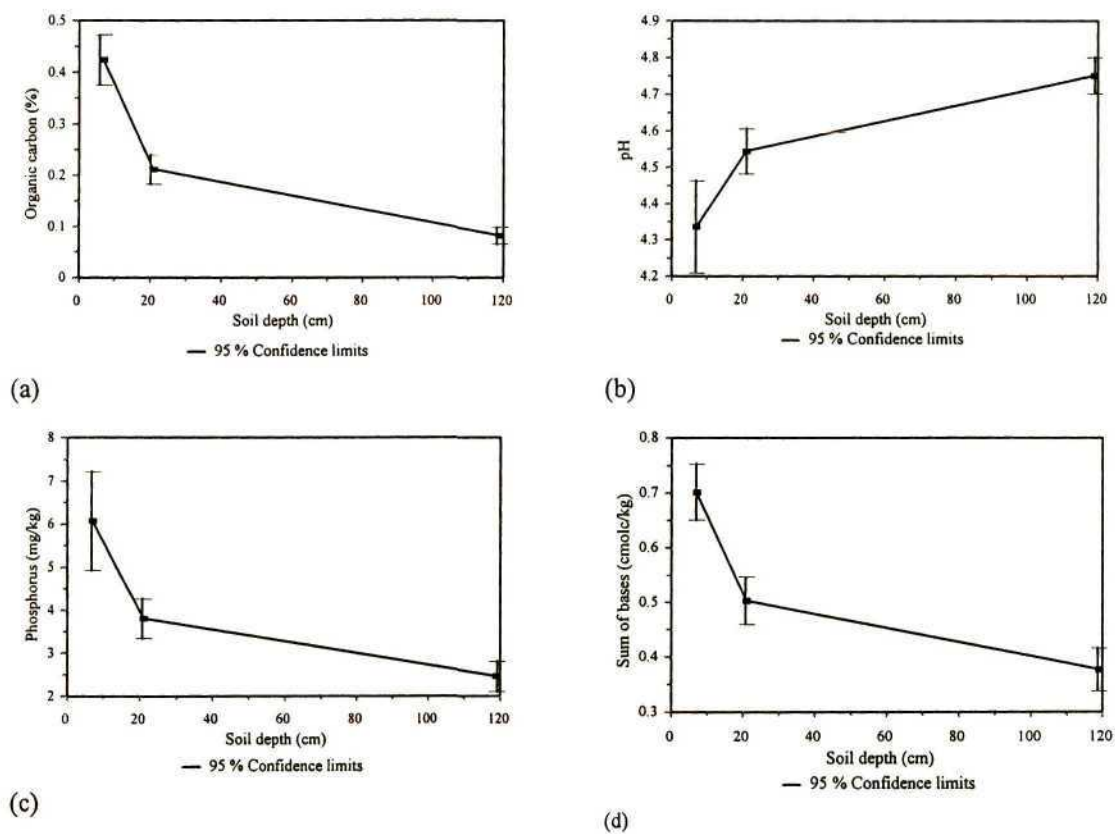 0.5
0.4
0.3
0.2
0.1
0
Organic carbon (%)
0 20 40 60 80 100 120
Soil depth (cm)
95 % Confidence limits
(a)
4.9
4.8
4.7
4.6
4.5
4.4
4.3
4.2
pH
0 20 40 60 80 100 120
Soil depth (cm)
95 % Confidence limits
(b)
8
7
6
5
4
3
2
Phosphorus (mg/kg)
0 20 40 60 80 100 120
Soil depth (cm)
95 % Confidence limits
(c)
0.8
0.7
0.6
0.5
0.4
0.3
Sum of bases (cmolc/kg)
0 20 40 60 80 100 120
Soil depth (cm)
95 % Confidence limits
(d)